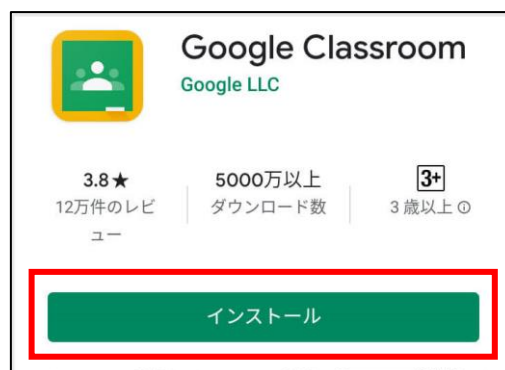 Google Classroom
Google LLC
3.8★
12万件のレビ
ュー
5000万以上
ダウンロード数
3+
3 歳以上
インストール